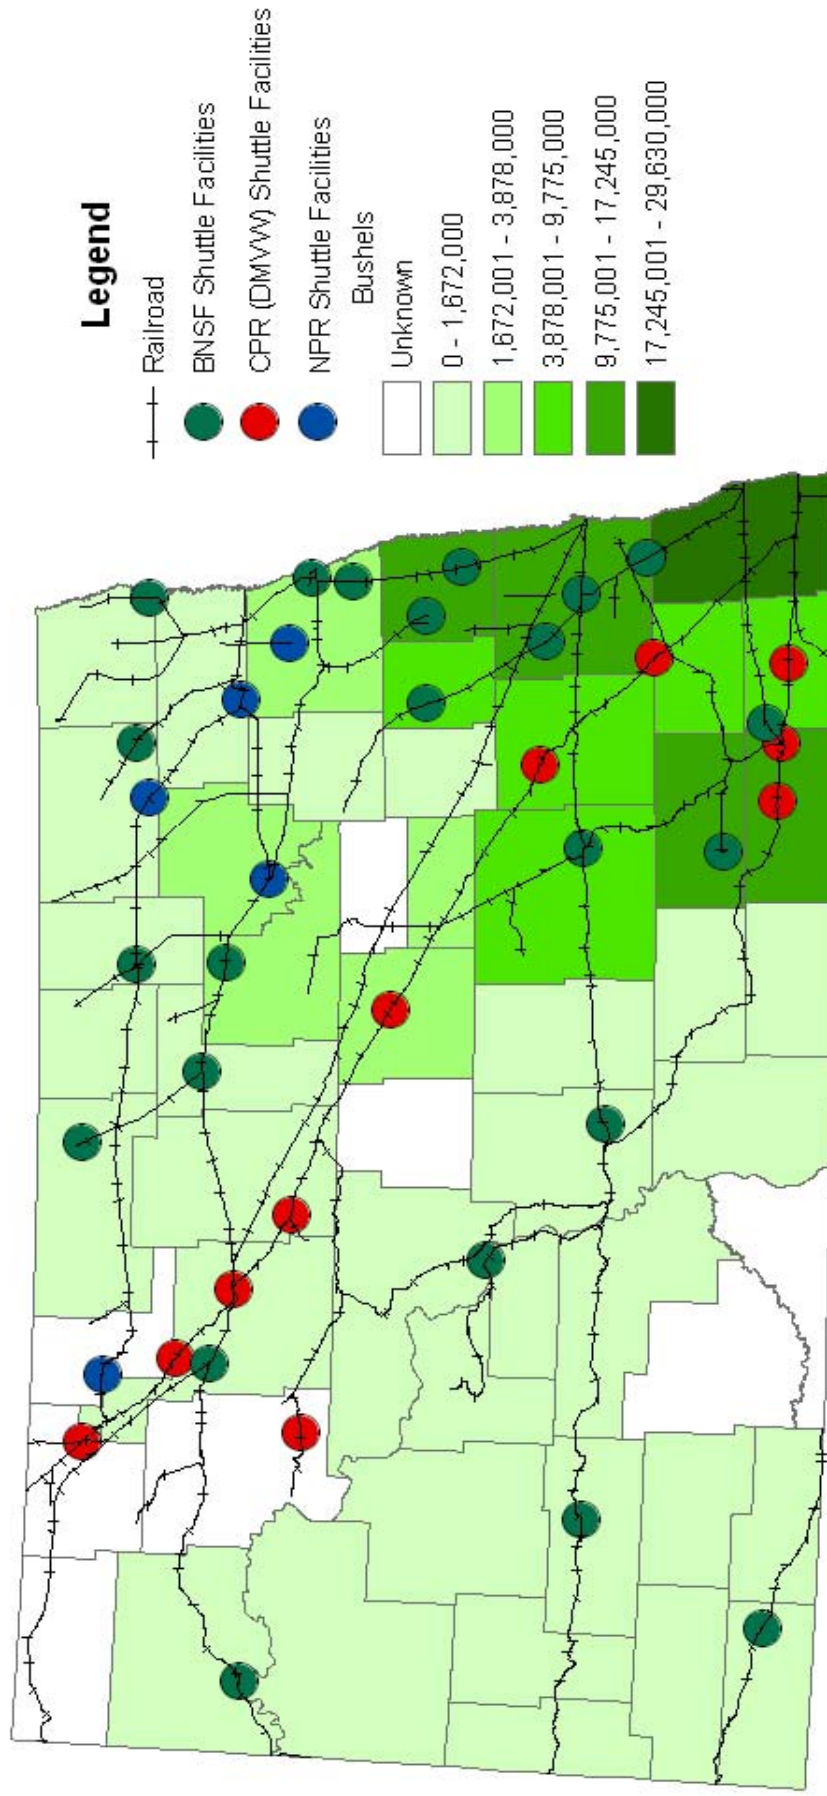 Legend
Railroad
BNSF Shuttle Facilities
CPR (DMVW) Shuttle Facilities
NPR Shuttle Facilities
Bushels
Unknown
0 - 1,672,000
1,672,001 - 3,878,000
3,878,001 - 9,775,000
9,775,001 - 17,245,000
17,245,001 - 29,630,000